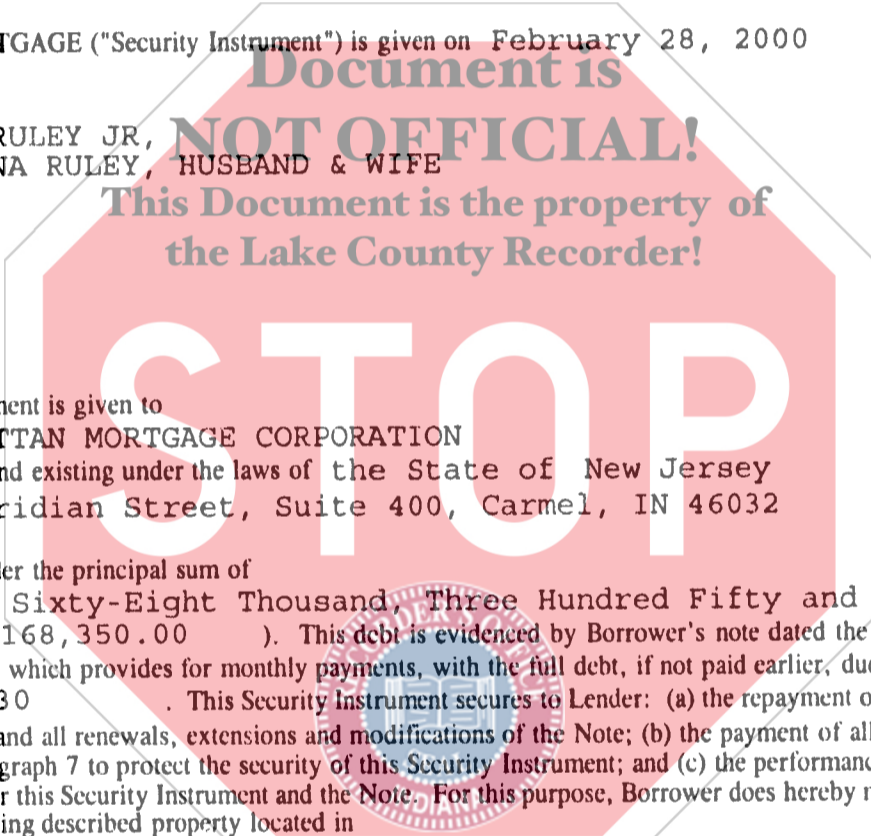 TGAGE ("Security Instrument") is given on February 28, 2000
Document is
RULEY JR,
NOT OFFICIAL!
NA RULEY, HUSBAND & WIFE
This Document is the property of
the Lake County Recorder!
STOP
ment is given to
TTAN MORTGAGE CORPORATION
nd existing under the laws of the State of New Jersey
ridian Street, Suite 400, Carmel, IN 46032
er the principal sum of
Sixty-Eight Thousand, Three Hundred Fifty and
168,350.00 ). This debt is evidenced by Borrower's note dated the
which provides for monthly payments, with the full debt, if not paid earlier, due
30 . This Security Instrument secures to Lender: (a) the repayment o
and all renewals, extensions and modifications of the Note; (b) the payment of all
graph 7 to protect the security of this Security Instrument; and (c) the performanc
r this Security Instrument and the Note. For this purpose, Borrower does hereby
ing described property located in